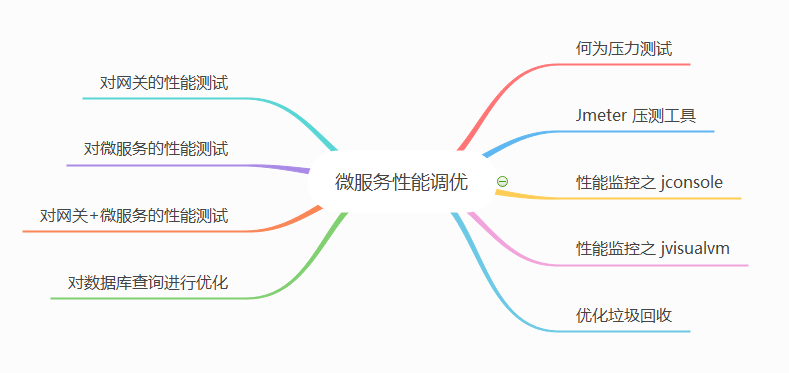 微服务性能调优
何为压力测试
Jmeter 压测工具
性能监控之 jconsole
性能监控之 jvisualvm
优化垃圾回收
对网关的性能测试
对微服务的性能测试
对网关+微服务的性能测试
对数据库查询进行优化